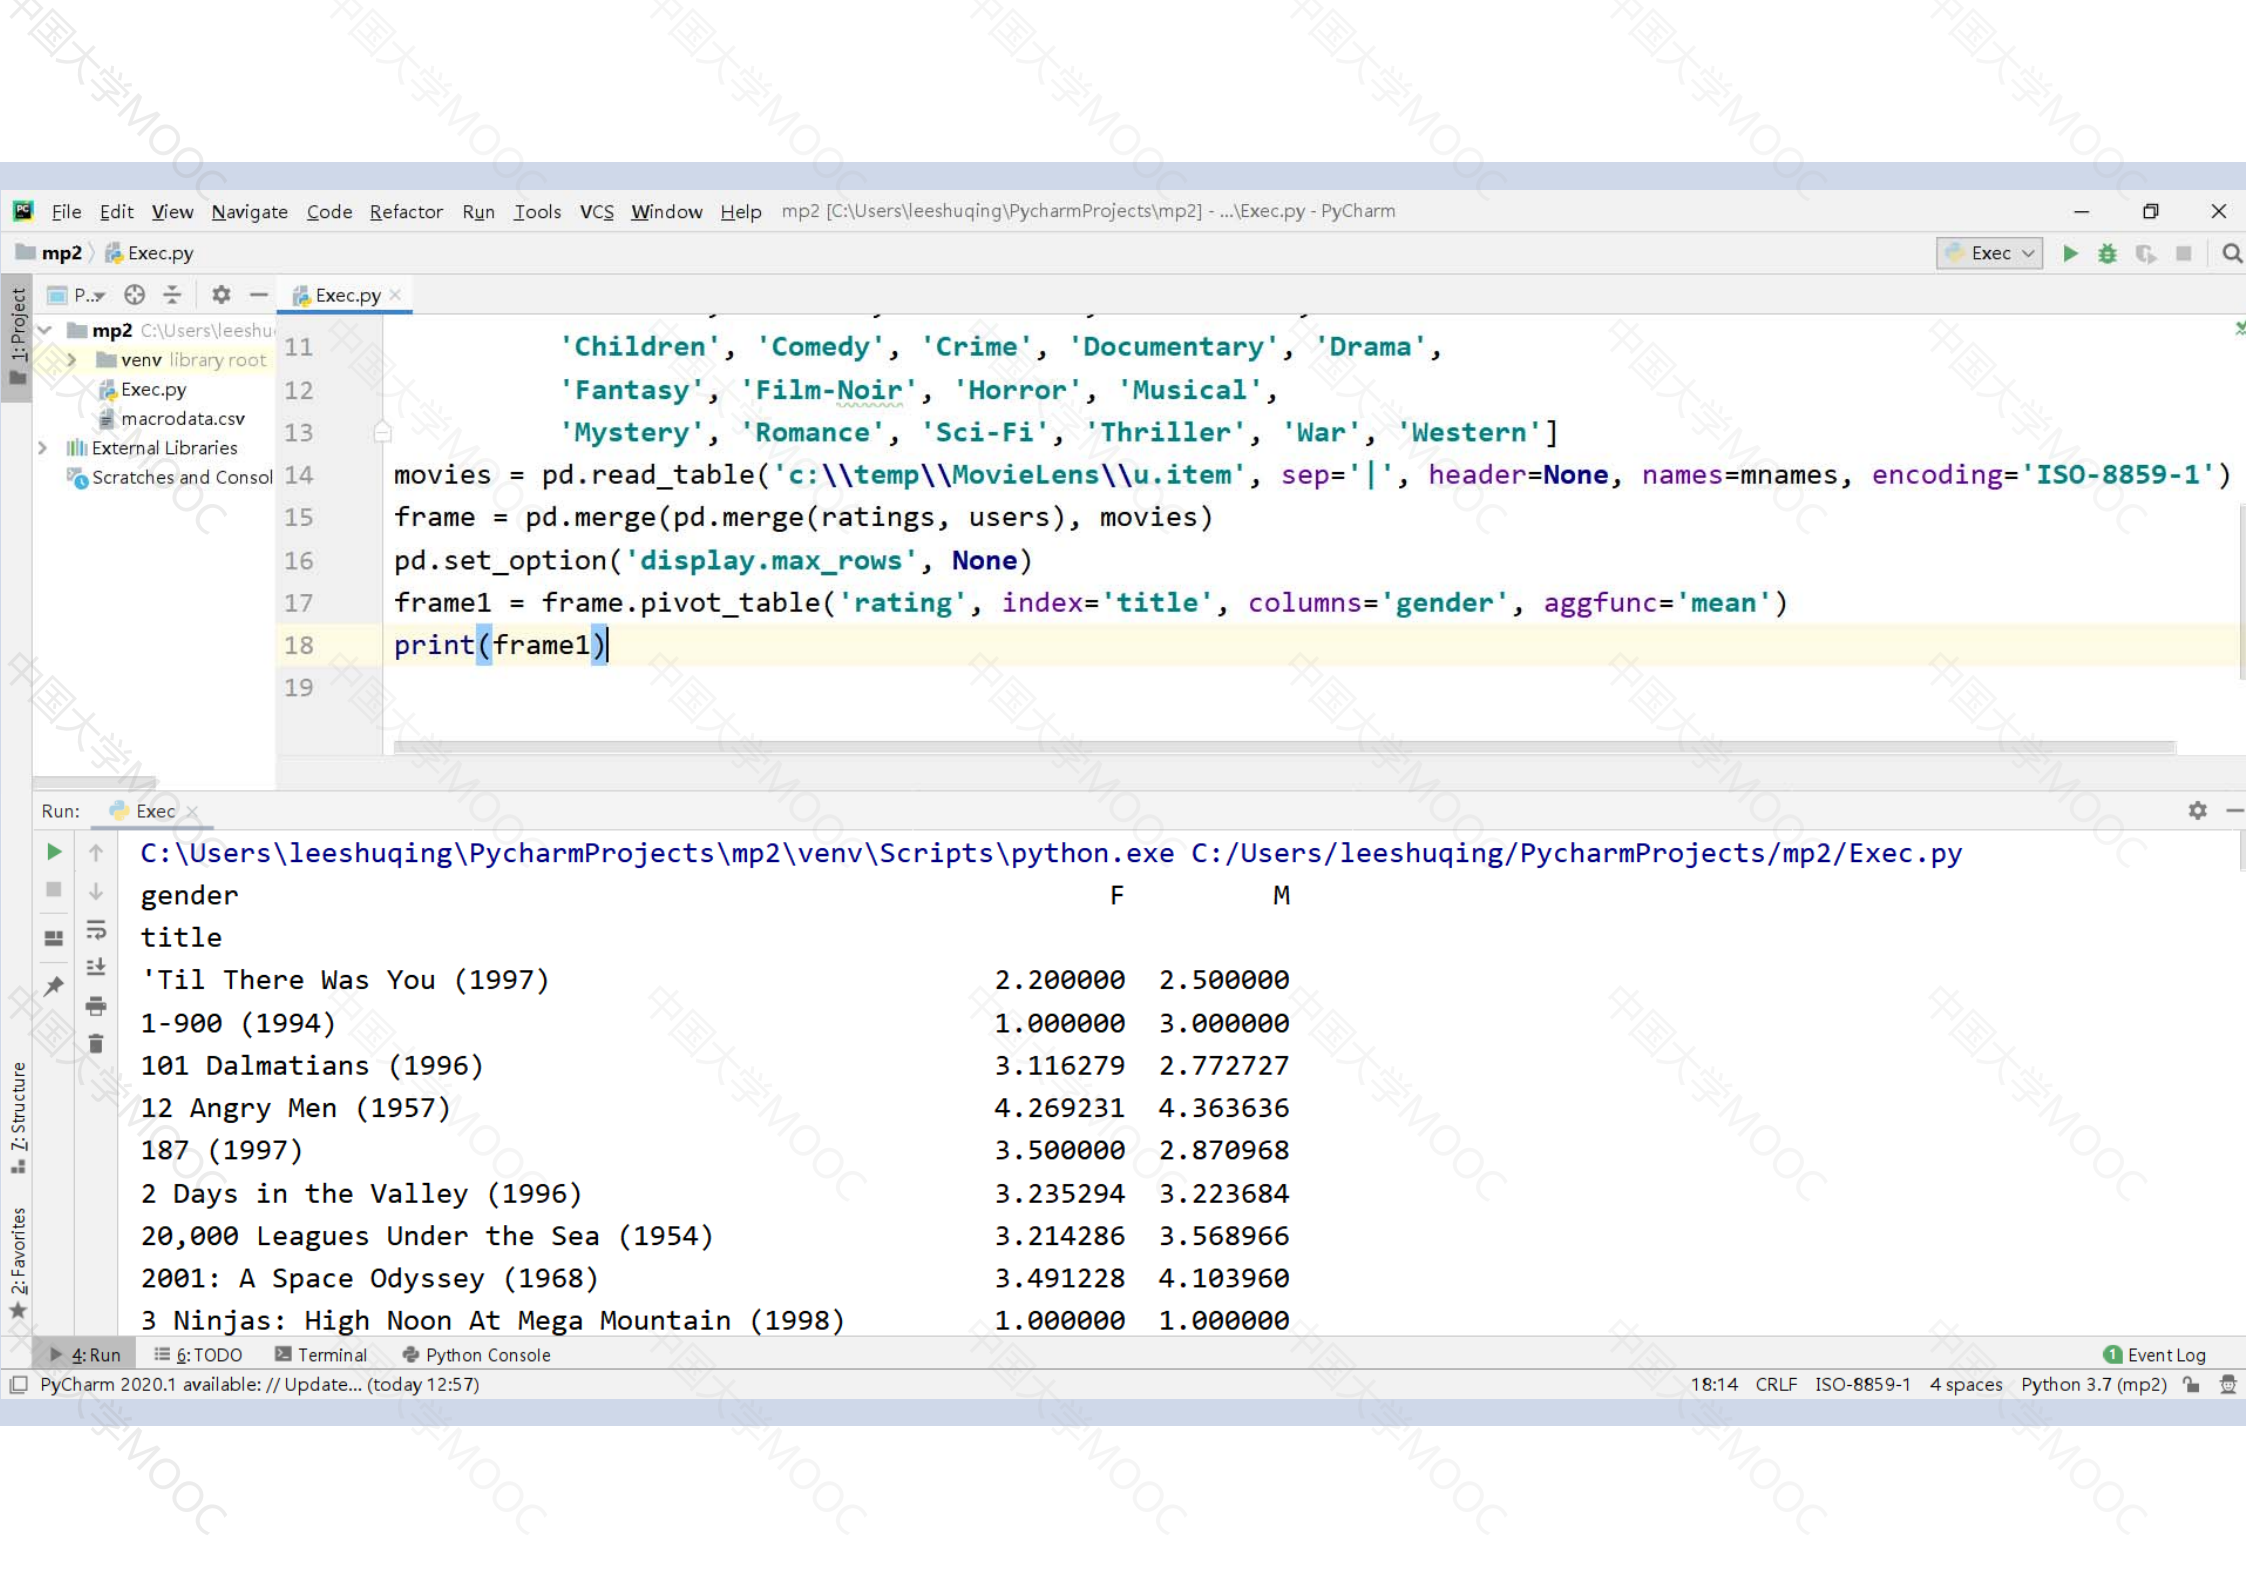 File Edit View Navigate Code Refactor Run Tools VCS Window Help mp2 [C:\Users\leeshuqing\PycharmProjects\mp2] - ...\Exec.py - PyCharm
mp2 Exec.py
Exec
1: Project
P..
Exec.py
mp2 C:\Users\leeshu
venv library root
Exec.py
macrodata.csv
External Libraries
Scratches and Consol
11 'Children', 'Comedy', 'Crime', 'Documentary', 'Drama',
12 'Fantasy', 'Film-Noir', 'Horror', 'Musical',
13 'Mystery', 'Romance', 'Sci-Fi', 'Thriller', 'War', 'Western']
14 movies = pd.read_table('c:\\temp\\MovieLens\\u.item', sep='|', header=None, names=mnames, encoding='ISO-8859-1')
15 frame = pd.merge(pd.merge(ratings, users), movies)
16 pd.set_option('display.max_rows', None)
17 frame1 = frame.pivot_table('rating', index='title', columns='gender', aggfunc='mean')
18 print(frame1)
19
Run: Exec
C:\Users\leeshuqing\PycharmProjects\mp2\venv\Scripts\python.exe C:/Users/leeshuqing/PycharmProjects/mp2/Exec.py
gender F M
title
'Til There Was You (1997) 2.200000 2.500000
1-900 (1994) 1.000000 3.000000
101 Dalmatians (1996) 3.116279 2.772727
12 Angry Men (1957) 4.269231 4.363636
187 (1997) 3.500000 2.870968
2 Days in the Valley (1996) 3.235294 3.223684
20,000 Leagues Under the Sea (1954) 3.214286 3.568966
2001: A Space Odyssey (1968) 3.491228 4.103960
3 Ninjas: High Noon At Mega Mountain (1998) 1.000000 1.000000
Z: Structure
2: Favorites
4: Run 6: TODO Terminal Python Console 1 Event Log
PyCharm 2020.1 available: // Update... (today 12:57) 18:14 CRLF ISO-8859-1 4 spaces Python 3.7 (mp2)
中国大学MOOC